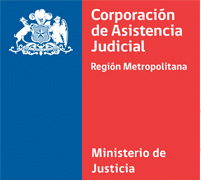 Corporación
de Asistencia
Judicial
Región Metropolitana
Ministerio de
Justicia